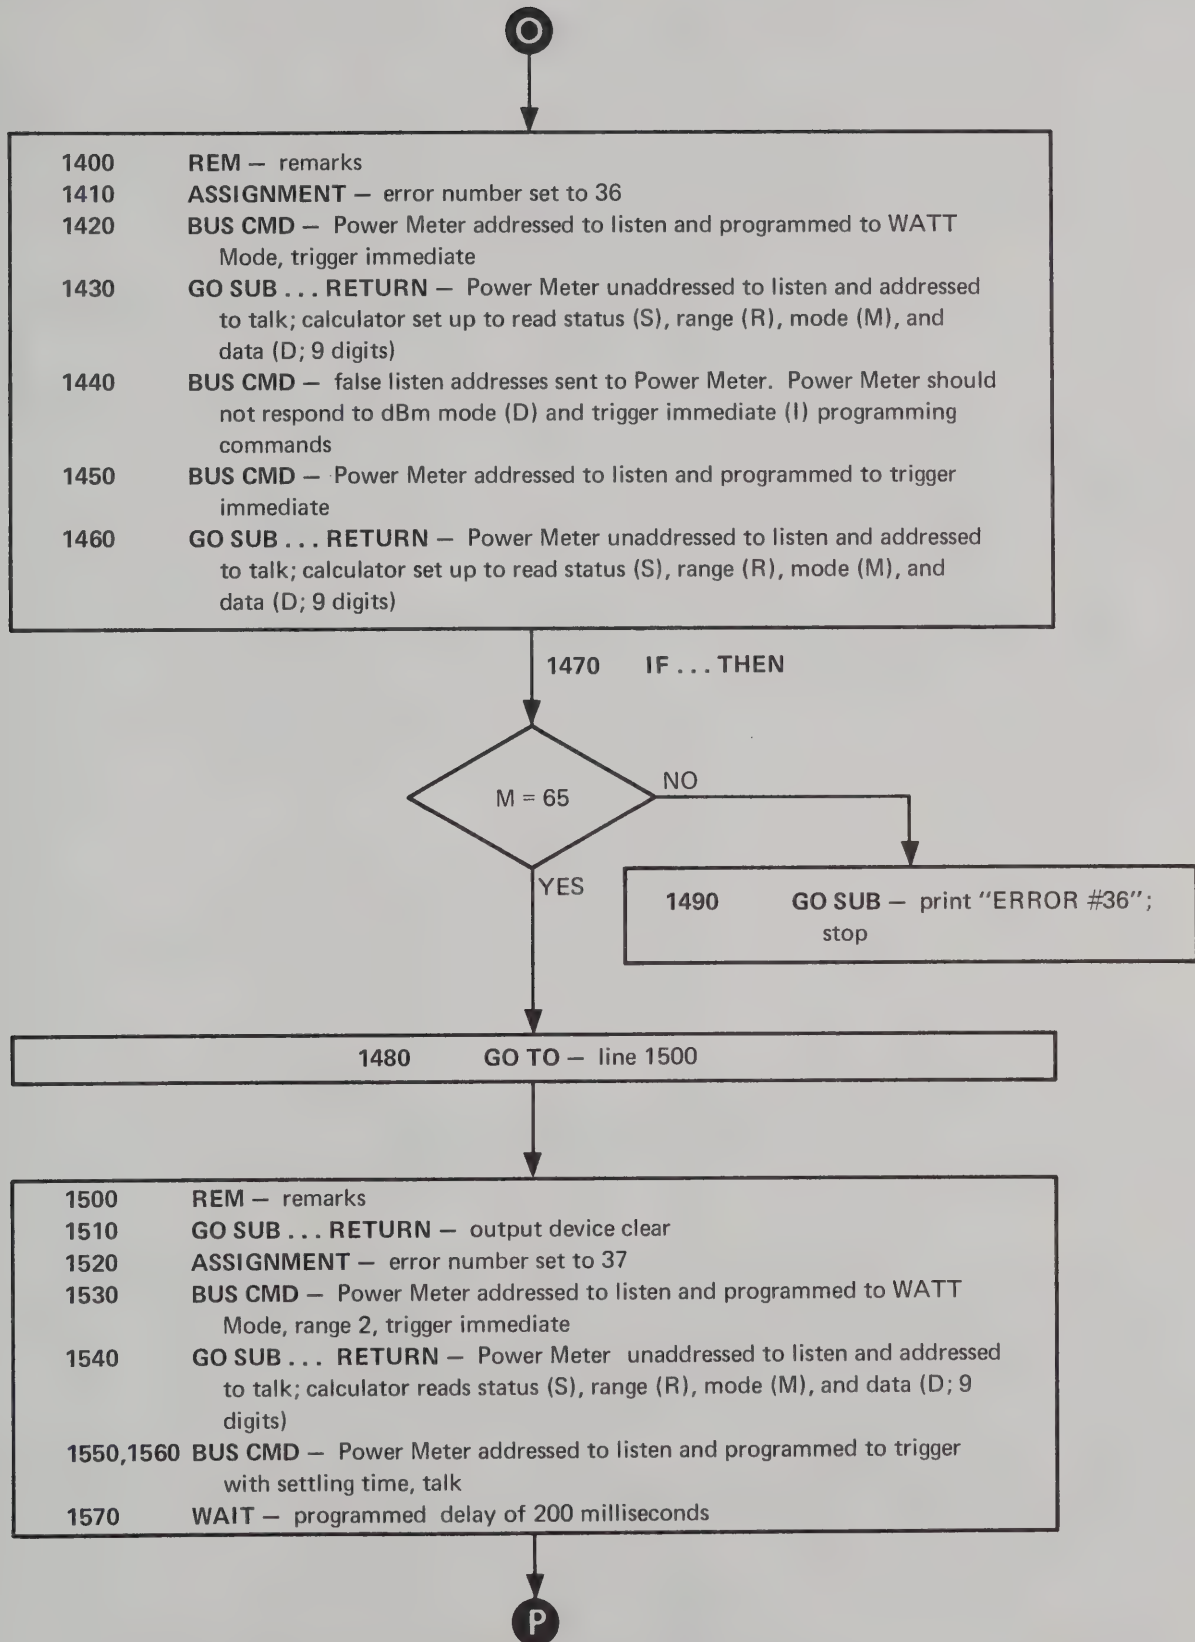 O
1400 REM — remarks
1410 ASSIGNMENT — error number set to 36
1420 BUS CMD — Power Meter addressed to listen and programmed to WATT
Mode, trigger immediate
1430 GO SUB ... RETURN — Power Meter unaddressed to listen and addressed
to talk; calculator set up to read status (S), range (R), mode (M), and
data (D; 9 digits)
1440 BUS CMD — false listen addresses sent to Power Meter. Power Meter should
not respond to dBm mode (D) and trigger immediate (I) programming
commands
1450 BUS CMD — Power Meter addressed to listen and programmed to trigger
immediate
1460 GO SUB ... RETURN — Power Meter unaddressed to listen and addressed
to talk; calculator set up to read status (S), range (R), mode (M), and
data (D; 9 digits)
1470 IF ... THEN
M = 65
NO
YES
1490 GO SUB — print "ERROR #36";
stop
1480 GO TO — line 1500
1500 REM — remarks
1510 GO SUB ... RETURN — output device clear
1520 ASSIGNMENT — error number set to 37
1530 BUS CMD — Power Meter addressed to listen and programmed to WATT
Mode, range 2, trigger immediate
1540 GO SUB ... RETURN — Power Meter unaddressed to listen and addressed
to talk; calculator reads status (S), range (R), mode (M), and data (D; 9
digits)
1550,1560 BUS CMD — Power Meter addressed to listen and programmed to trigger
with settling time, talk
1570 WAIT — programmed delay of 200 milliseconds
P